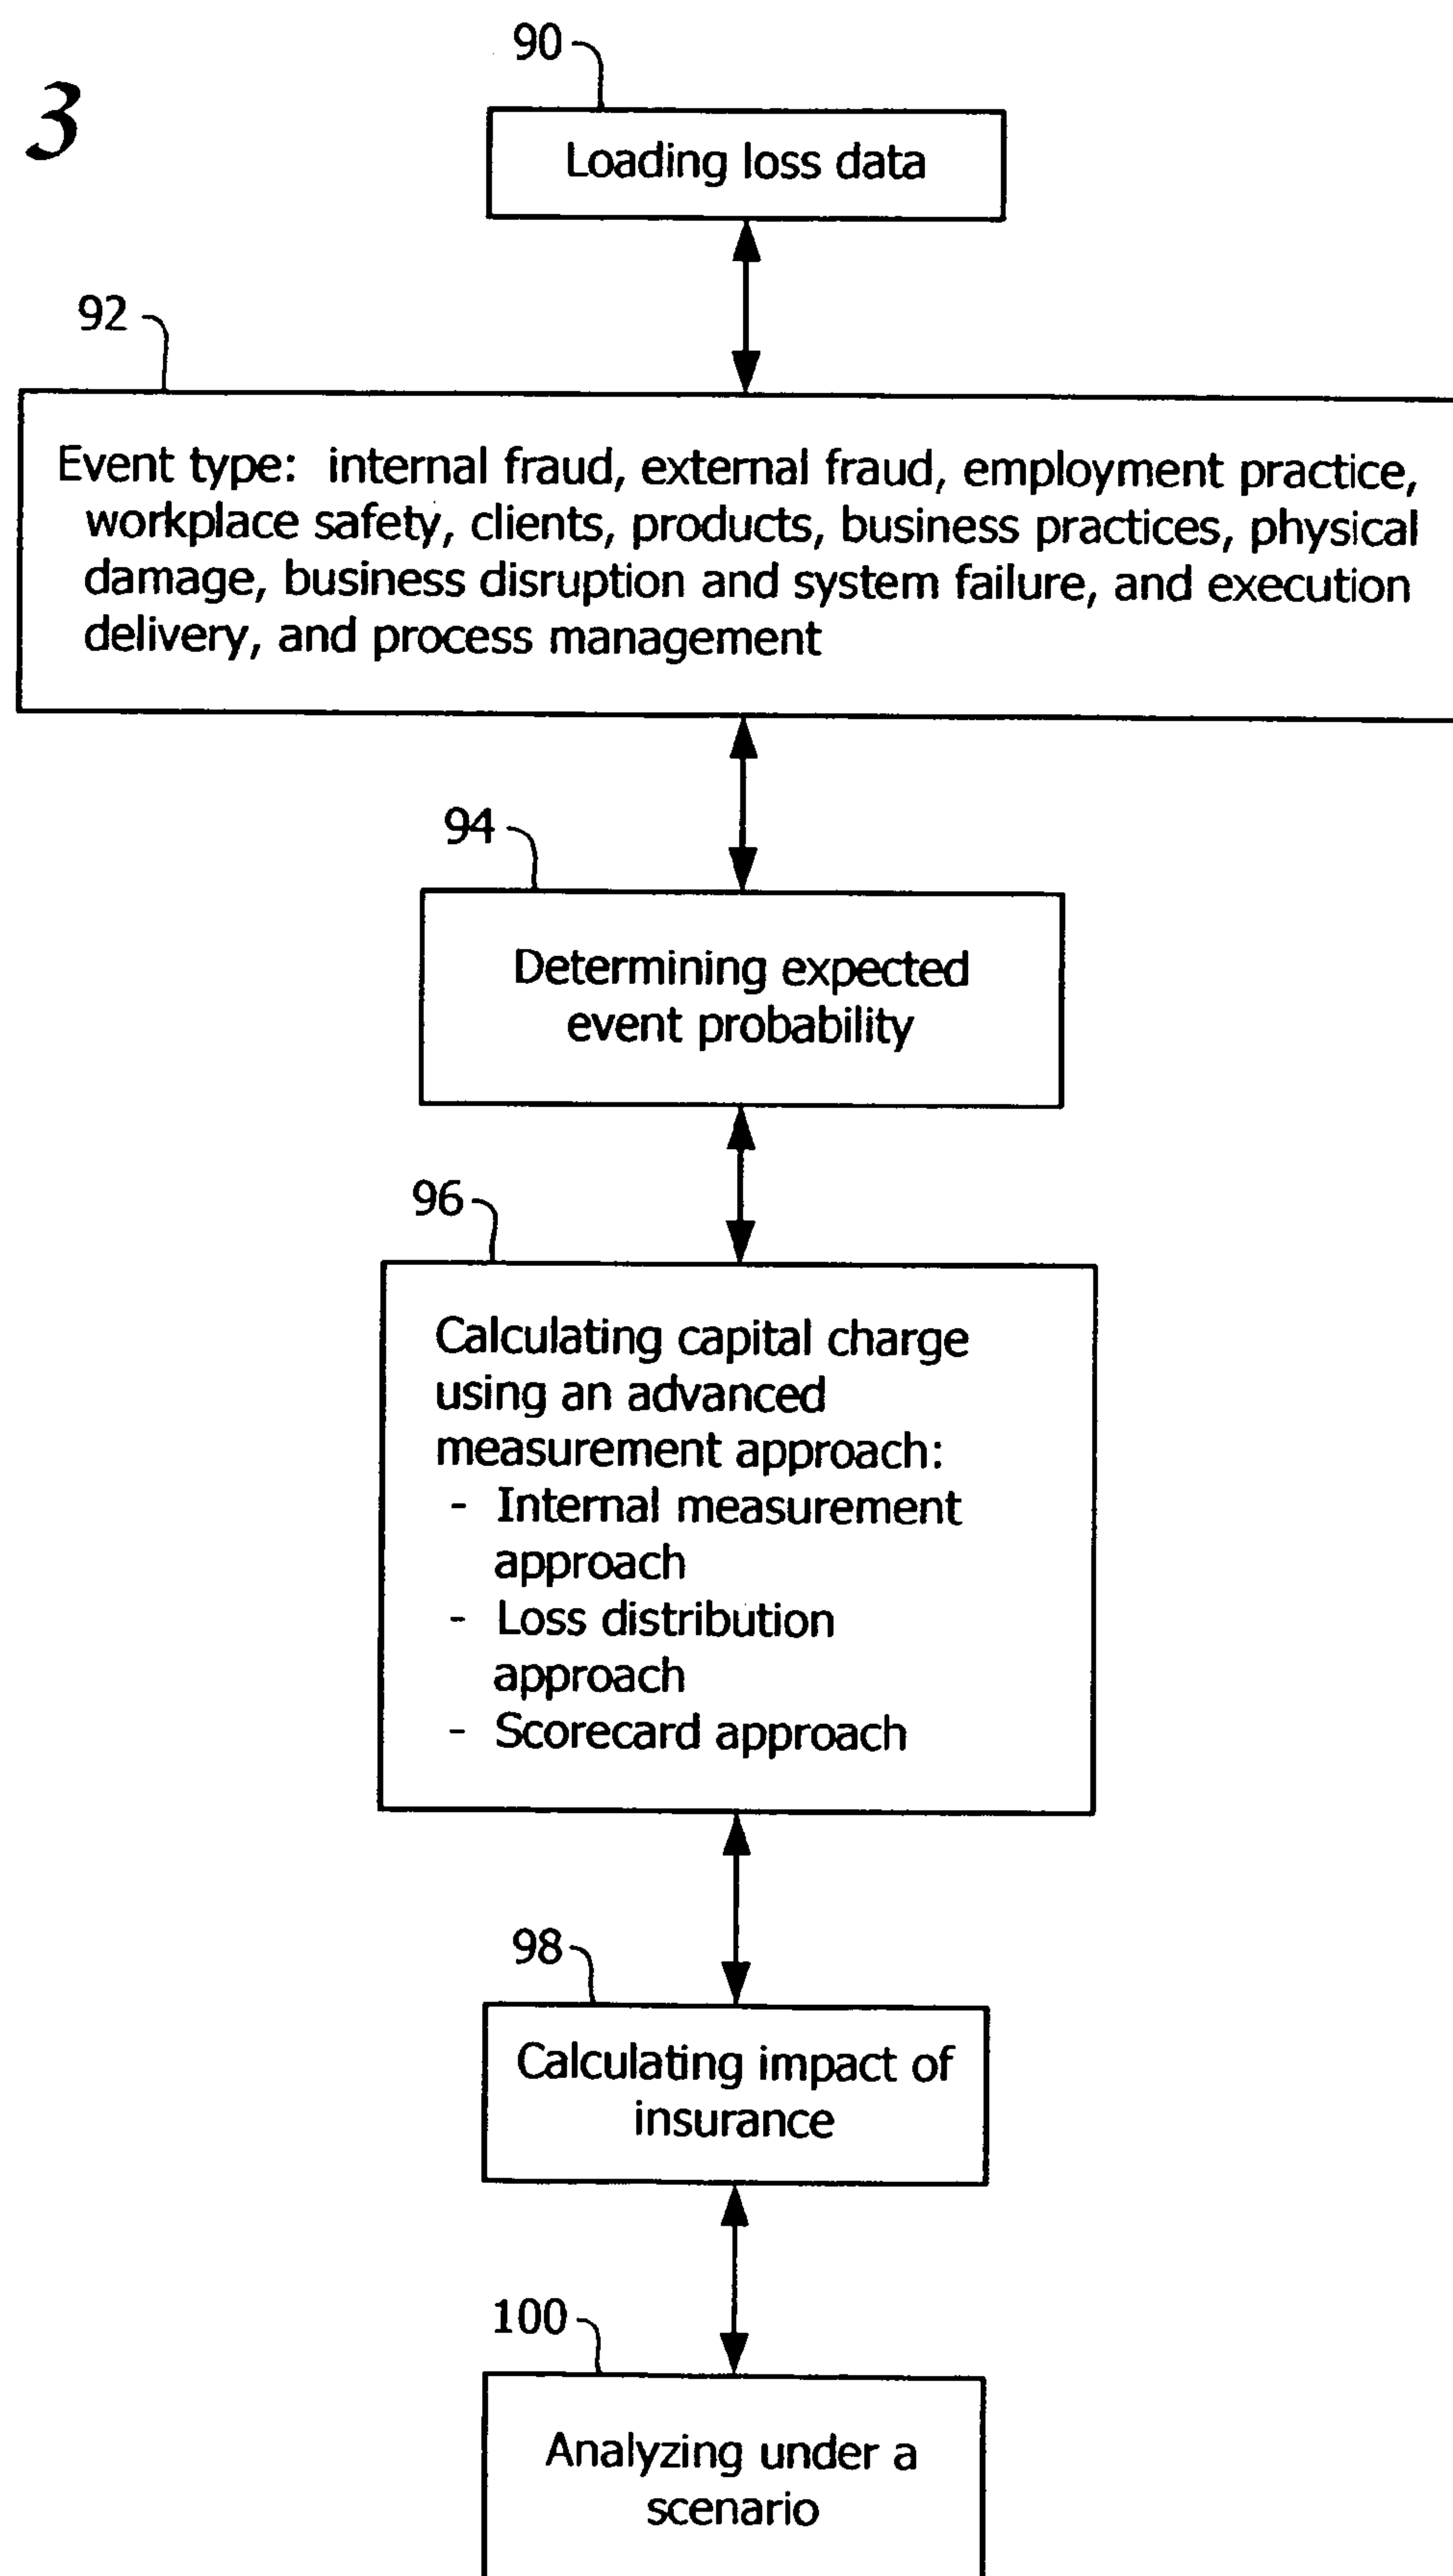 90
3
Loading loss data
92
Event type: internal fraud, external fraud, employment practice,
workplace safety, clients, products, business practices, physical
damage, business disruption and system failure, and execution
delivery, and process management
94
Determining expected
event probability
96
Calculating capital charge
using an advanced
measurement approach:
- Internal measurement
approach
- Loss distribution
approach
- Scorecard approach
98
Calculating impact of
insurance
100
Analyzing under a
scenario